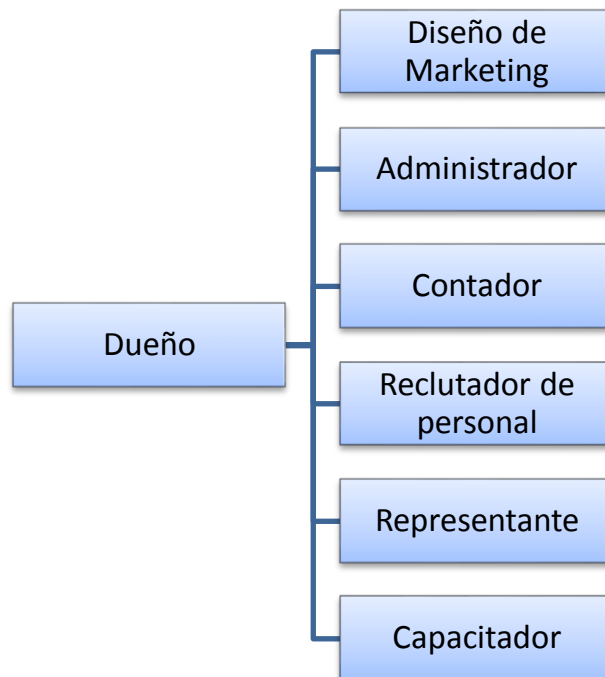 Diseño de
Marketing
Administrador
Contador
Dueño
Reclutador de
personal
Representante
Capacitador